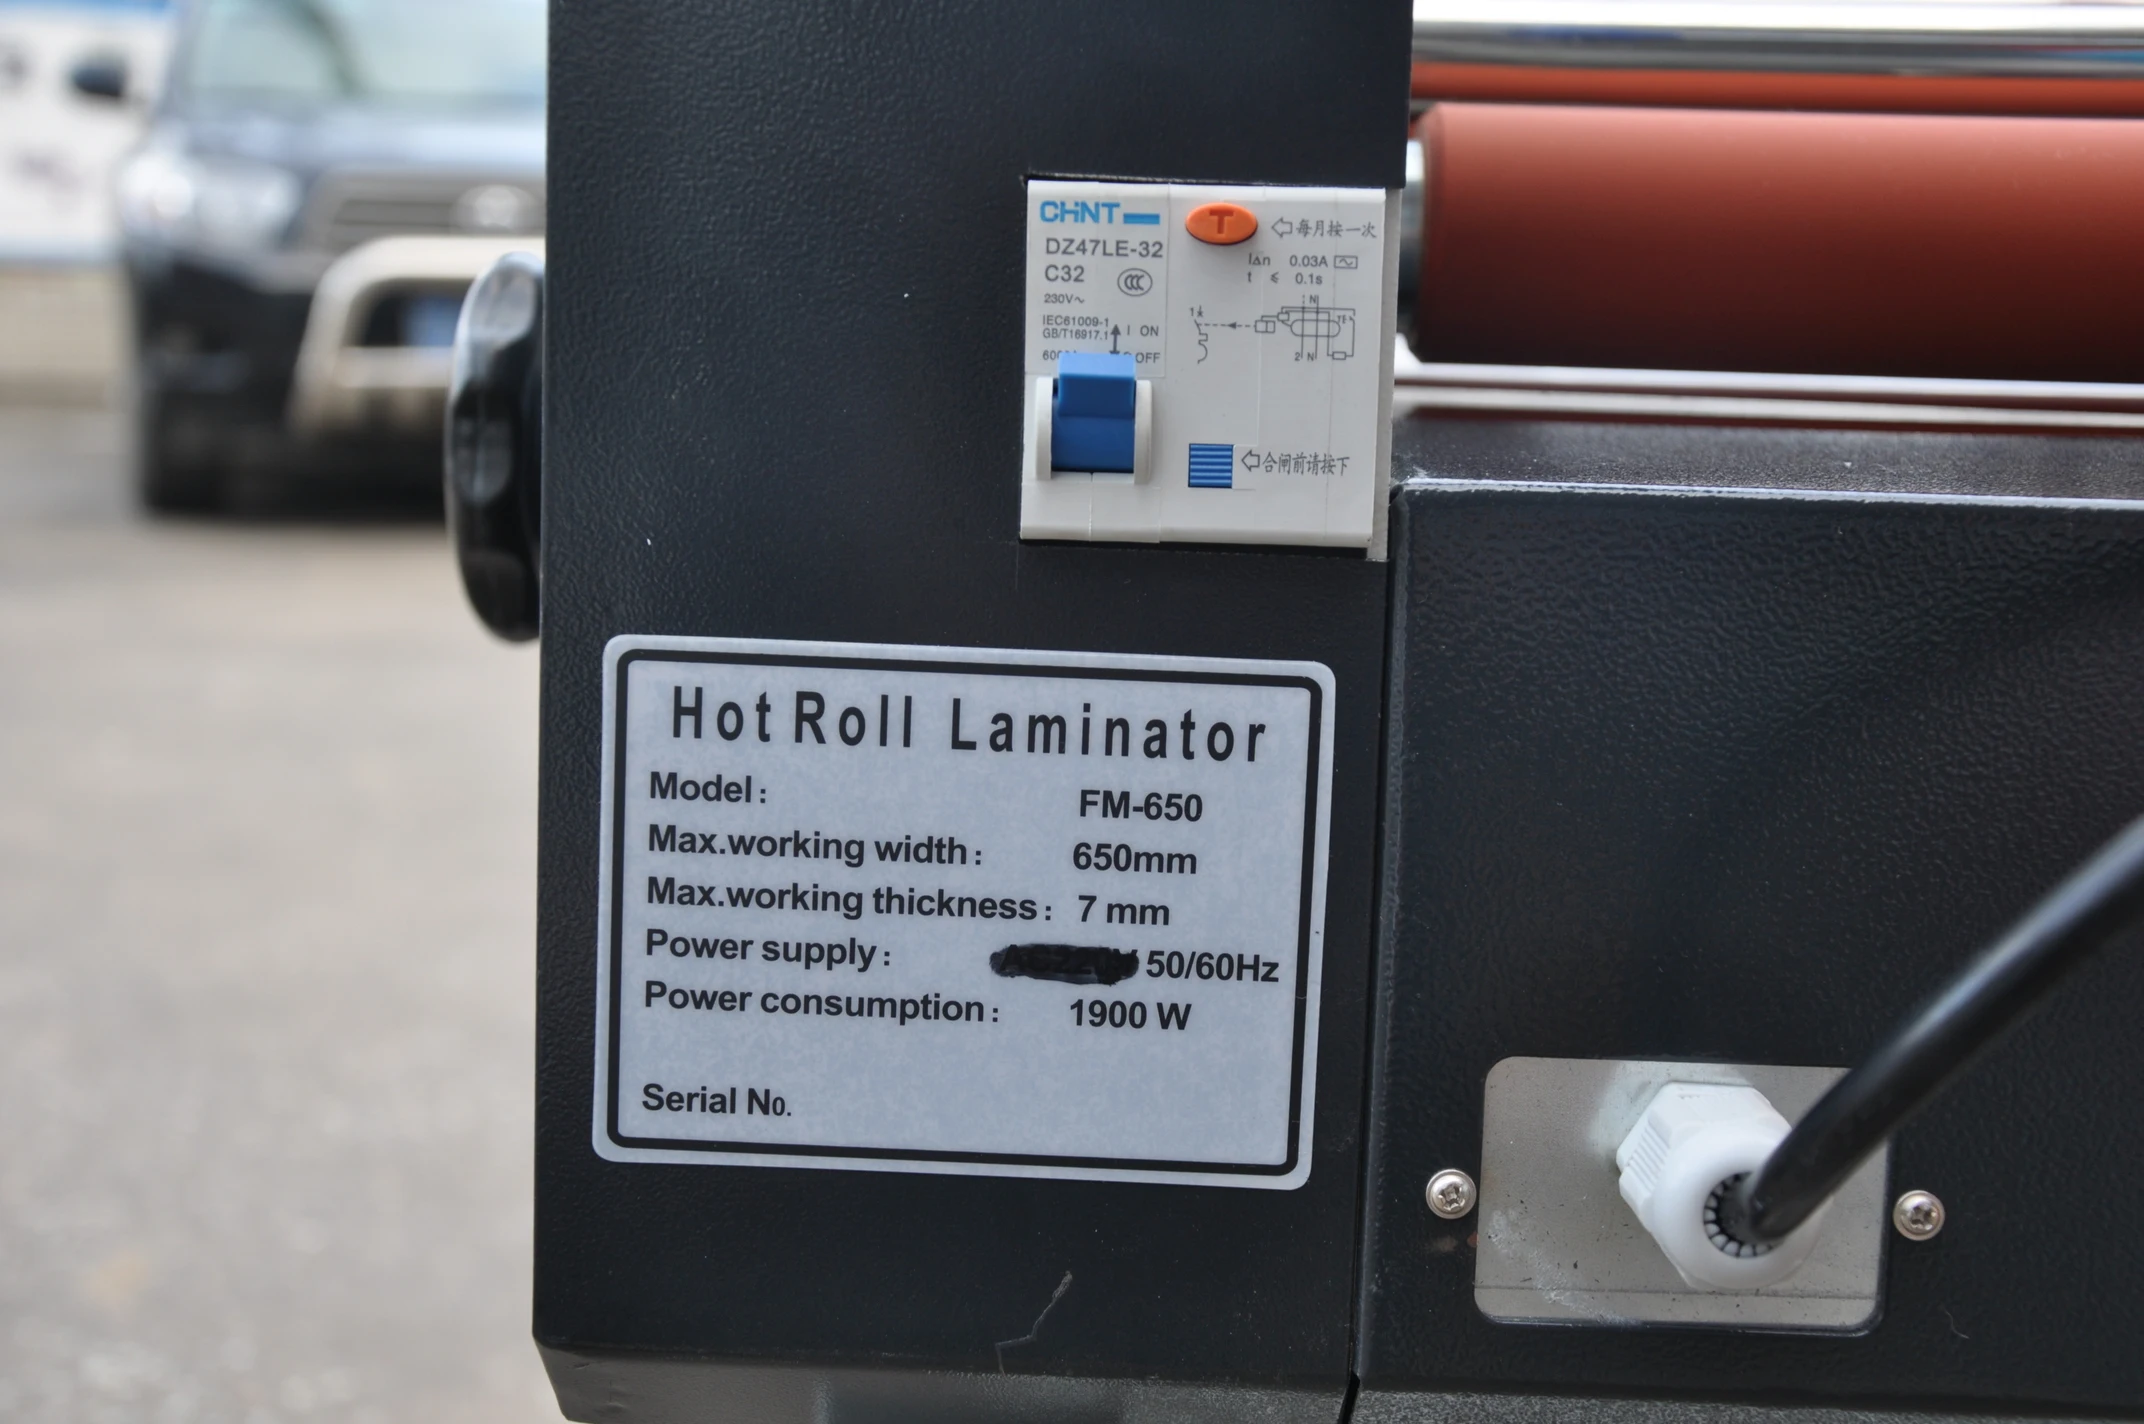 CHNT
DZ47LE-32
C32
CCC
230V~
IEC61009-1
GB/T16917.1
I ON
OFF
T
每月按一次
I∆n 0.03A
t ≤ 0.1s
N
1
2 N
合闸前请按下
Hot Roll Laminator
Model: FM-650
Max.working width: 650mm
Max.working thickness: 7 mm
Power supply: 50/60Hz
Power consumption: 1900 W
Serial No.